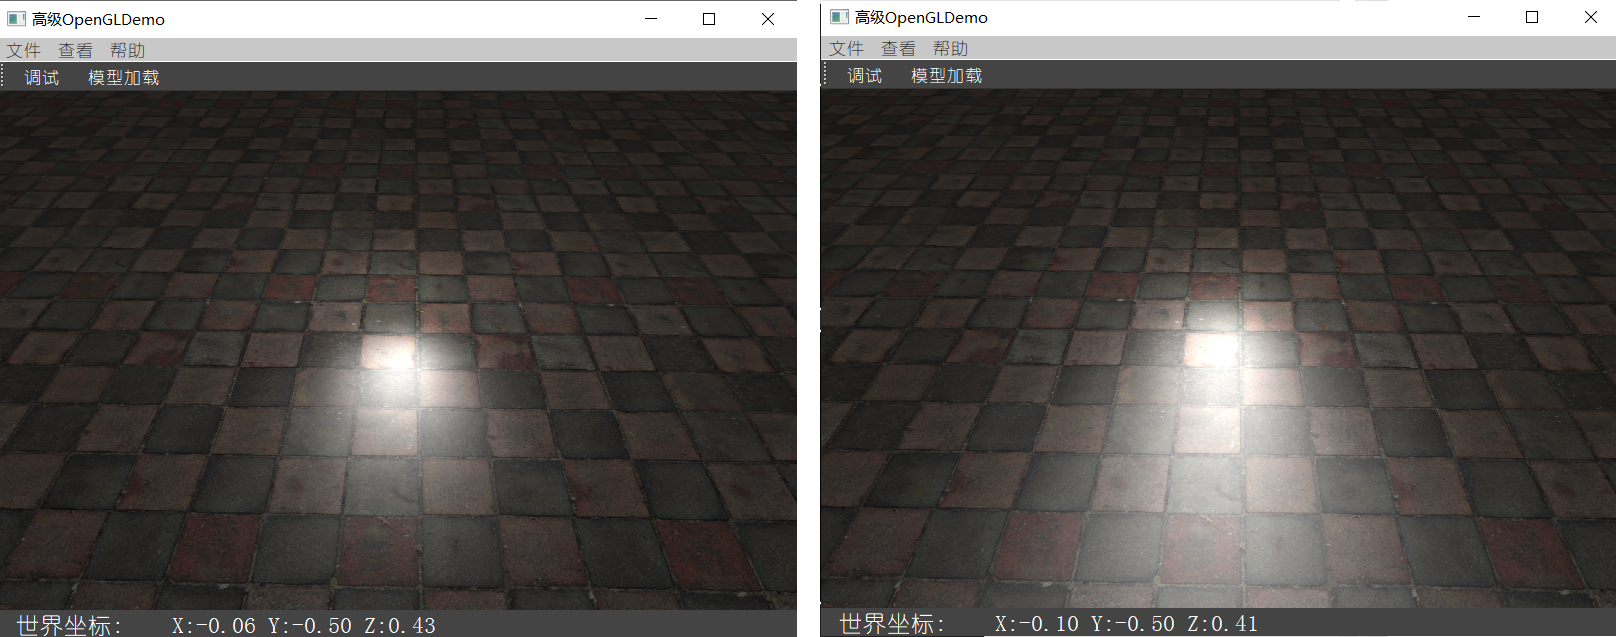 高级OpenGLDemo
文件 查看 帮助
调试 模型加载
世界坐标: X:-0.06 Y:-0.50 Z:0.43
高级OpenGLDemo
文件 查看 帮助
调试 模型加载
世界坐标: X:-0.10 Y:-0.50 Z:0.41